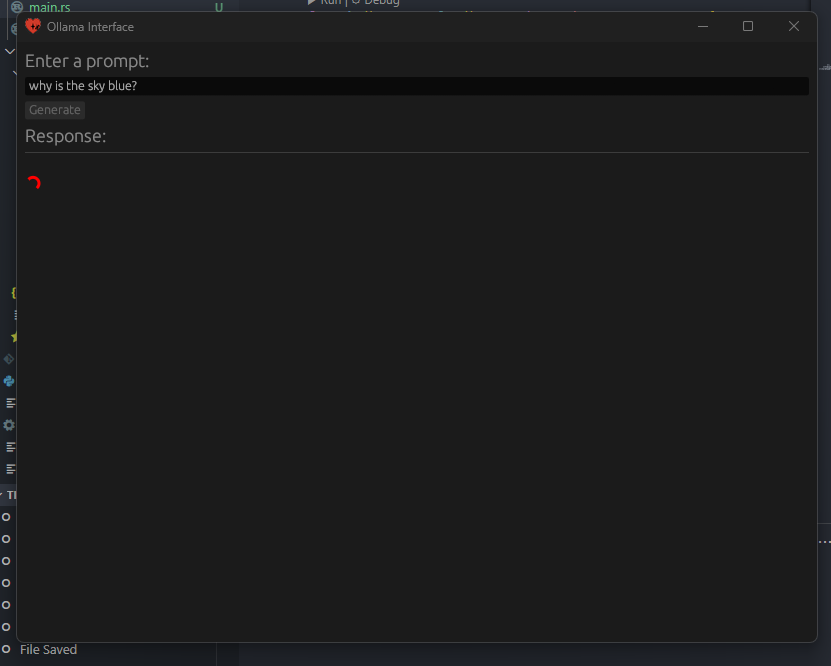 main.rs U
Run | Debug
Ollama Interface
Enter a prompt:
why is the sky blue?
Generate
Response:
File Saved